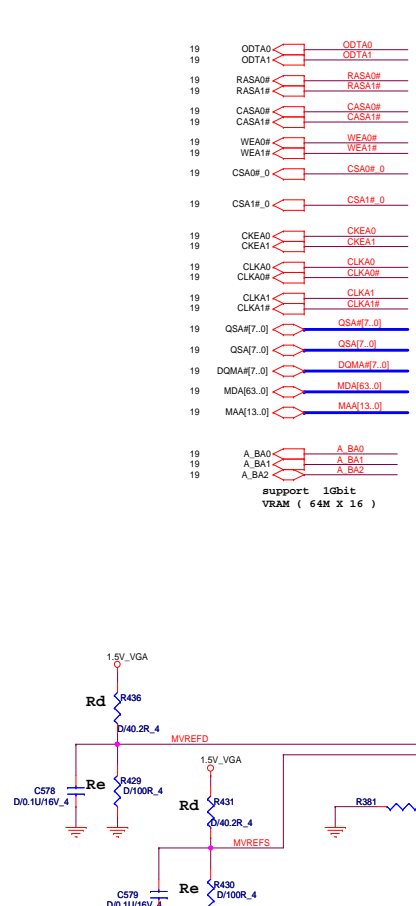 19 ODTA0 ODTA0
19 ODTA1 ODTA1
19 RASA0# RASA0#
19 RASA1# RASA1#
19 CASA0# CASA0#
19 CASA1# CASA1#
19 WEA0# WEA0#
19 WEA1# WEA1#
19 CSA0#_0 CSA0#_0
19 CSA1#_0 CSA1#_0
19 CKEA0 CKEA0
19 CKEA1 CKEA1
19 CLKA0 CLKA0
19 CLKA0# CLKA0#
19 CLKA1 CLKA1
19 CLKA1# CLKA1#
19 QSA#[7..0] QSA#[7..0]
19 QSA[7..0] QSA[7..0]
19 DQMA#[7..0] DQMA#[7..0]
19 MDA[63..0] MDA[63..0]
19 MAA[13..0] MAA[13..0]
19 A_BA0 A_BA0
19 A_BA1 A_BA1
19 A_BA2 A_BA2
support 1Gbit
VRAM ( 64M X 16 )
1.5V_VGA
Rd R436
D/40.2R_4
MVREFD
C578
D/0.1U/16V_4
Re R429
D/100R_4
1.5V_VGA
Rd R431
D/40.2R_4
R381
MVREFS
C579
D/0.1U/16V_4
Re R430
D/100R_4